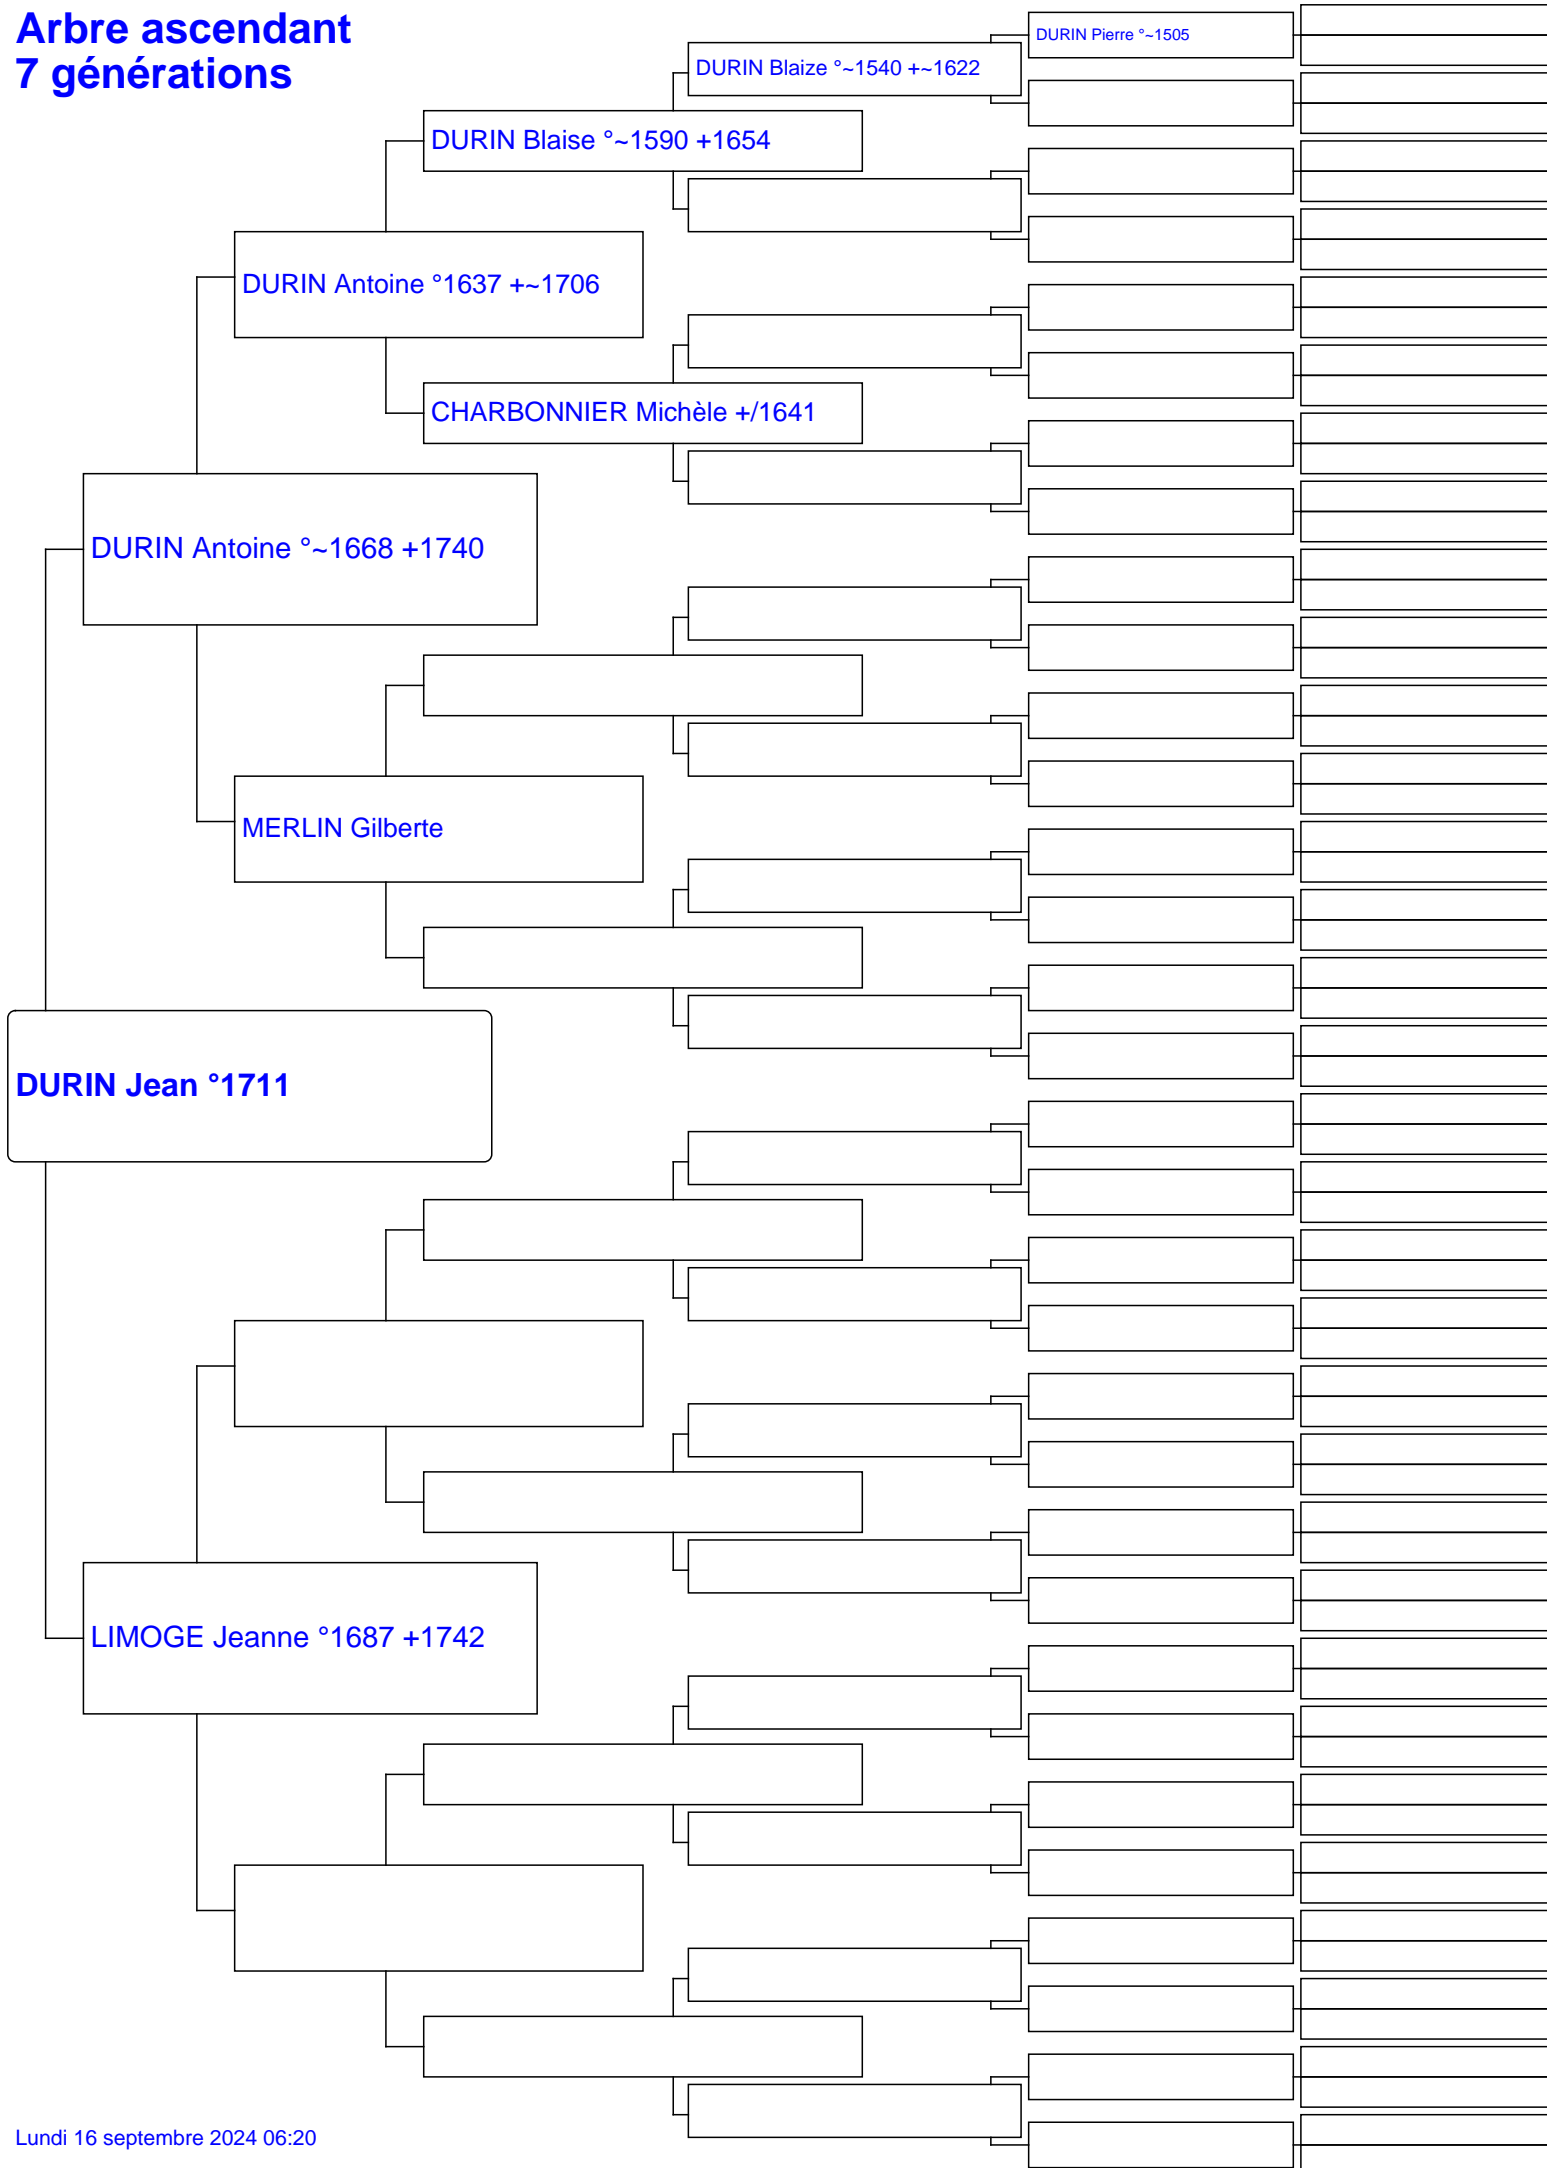 Arbre ascendant
7 générations
DURIN Pierre °~1505
DURIN Blaize °~1540 +~1622
DURIN Blaise °~1590 +1654
DURIN Antoine °1637 +~1706
CHARBONNIER Michèle +/1641
DURIN Antoine °~1668 +1740
MERLIN Gilberte
DURIN Jean °1711
LIMOGE Jeanne °1687 +1742
Lundi 16 septembre 2024 06:20